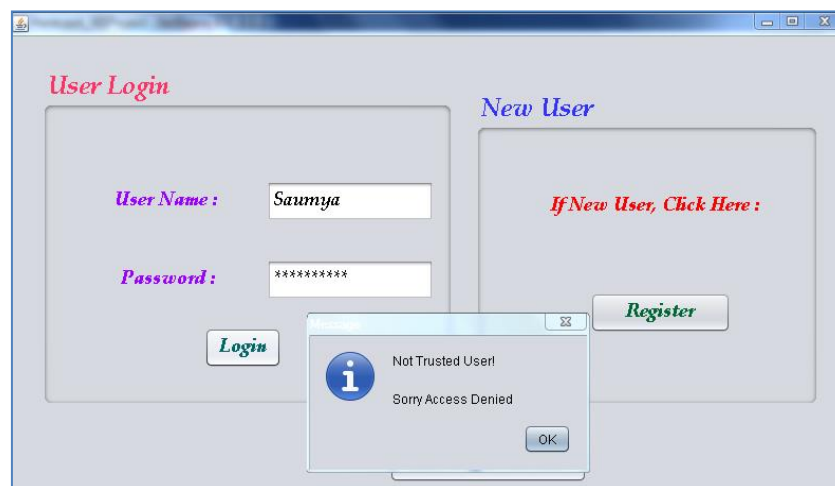 User Login
User Name :
Saumya
Password :
**********
Login
New User
If New User, Click Here :
Register
Message
Not Trusted User!
Sorry Access Denied
OK